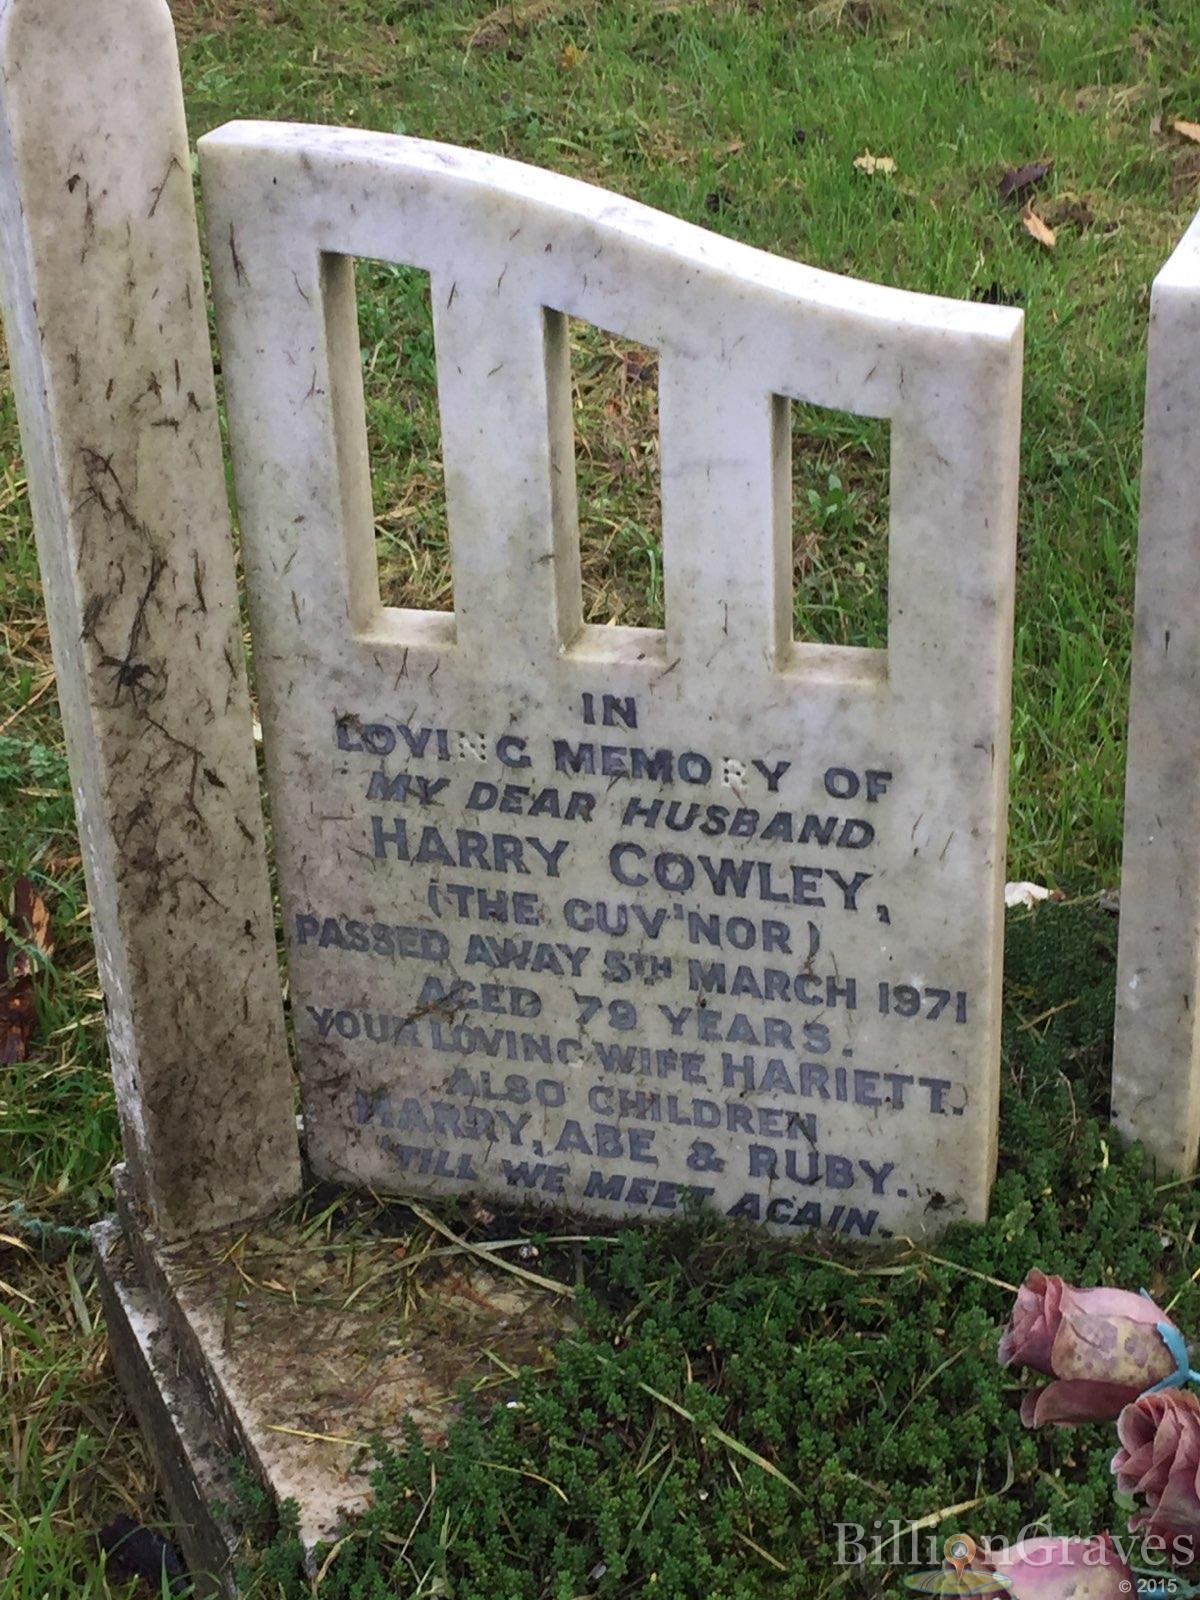 IN
LOVING MEMORY OF
MY DEAR HUSBAND
HARRY COWLEY,
(THE GUV'NOR)
PASSED AWAY 5TH MARCH 1971
AGED 79 YEARS.
YOUR LOVING WIFE HARIETT.
ALSO CHILDREN
HARRY, ABE & RUBY.
'TILL WE MEET AGAIN.
BillionGraves
© 2015